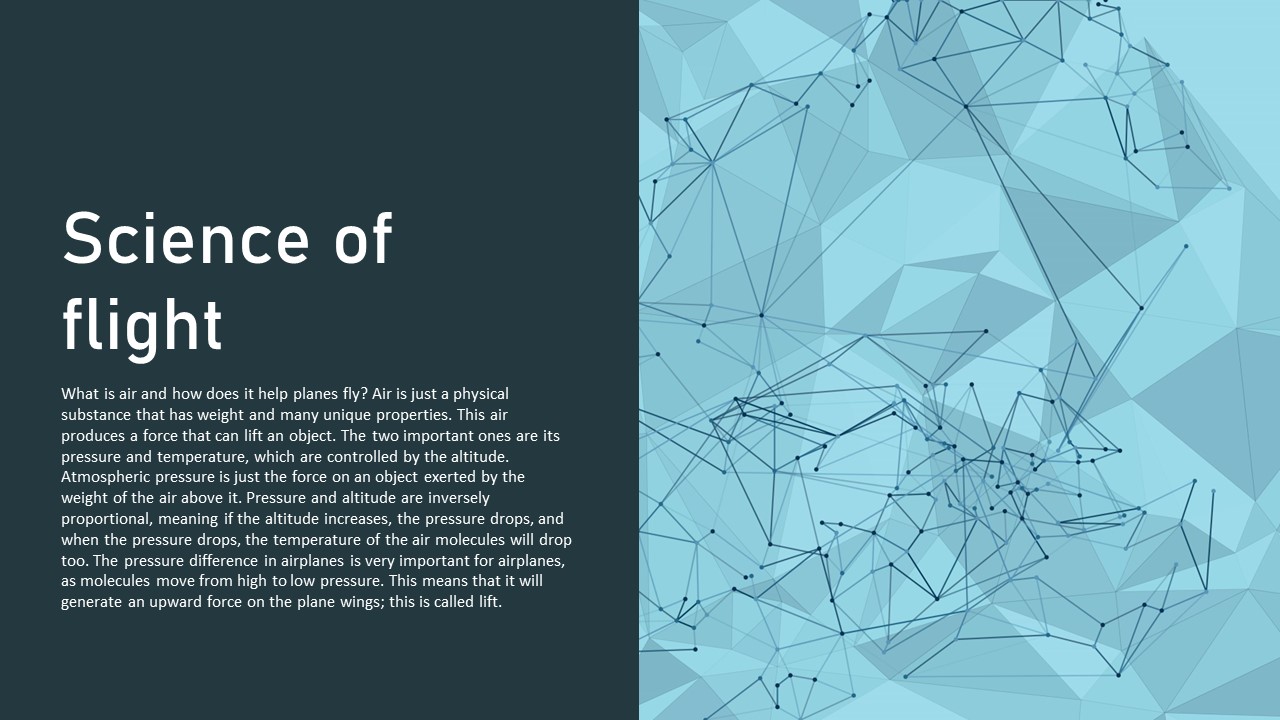 Science of
flight
What is air and how does it help planes fly? Air is just a physical
substance that has weight and many unique properties. This air
produces a force that can lift an object. The two important ones are its
pressure and temperature, which are controlled by the altitude.
Atmospheric pressure is just the force on an object exerted by the
weight of the air above it. Pressure and altitude are inversely
proportional, meaning if the altitude increases, the pressure drops, and
when the pressure drops, the temperature of the air molecules will drop
too. The pressure difference in airplanes is very important for airplanes,
as molecules move from high to low pressure. This means that it will
generate an upward force on the plane wings; this is called lift.